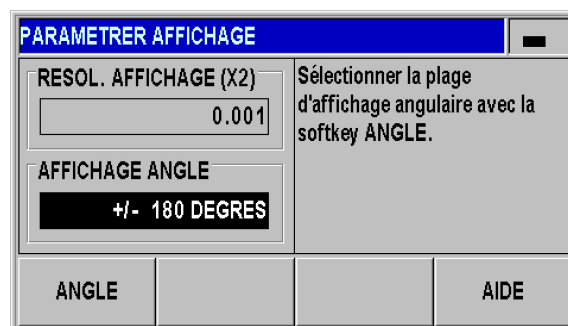 PARAMETRER AFFICHAGE
RESOL. AFFICHAGE (X2)
0.001
AFFICHAGE ANGLE
+/- 180 DEGRES
Sélectionner la plage
d'affichage angulaire avec la
softkey ANGLE.
ANGLE
AIDE